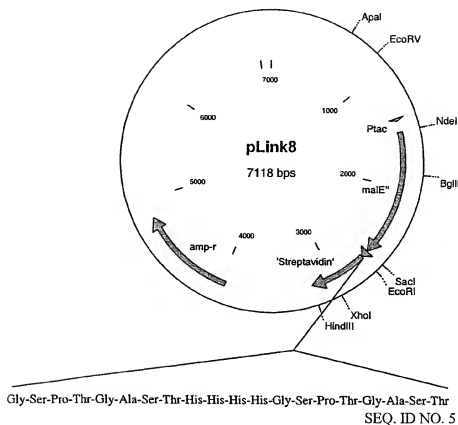 ApaI
EcoRV
7000
1000
6000
Ptac
NdeI
pLink8
7118 bps
5000
2000
malE"
BglII
4000
3000
amp-r
'Streptavidin'
SacI
EcoRI
XhoI
HindIII
Gly-Ser-Pro-Thr-Gly-Ala-Ser-Thr-His-His-His-His-Gly-Ser-Pro-Thr-Gly-Ala-Ser-Thr
SEQ. ID NO. 5